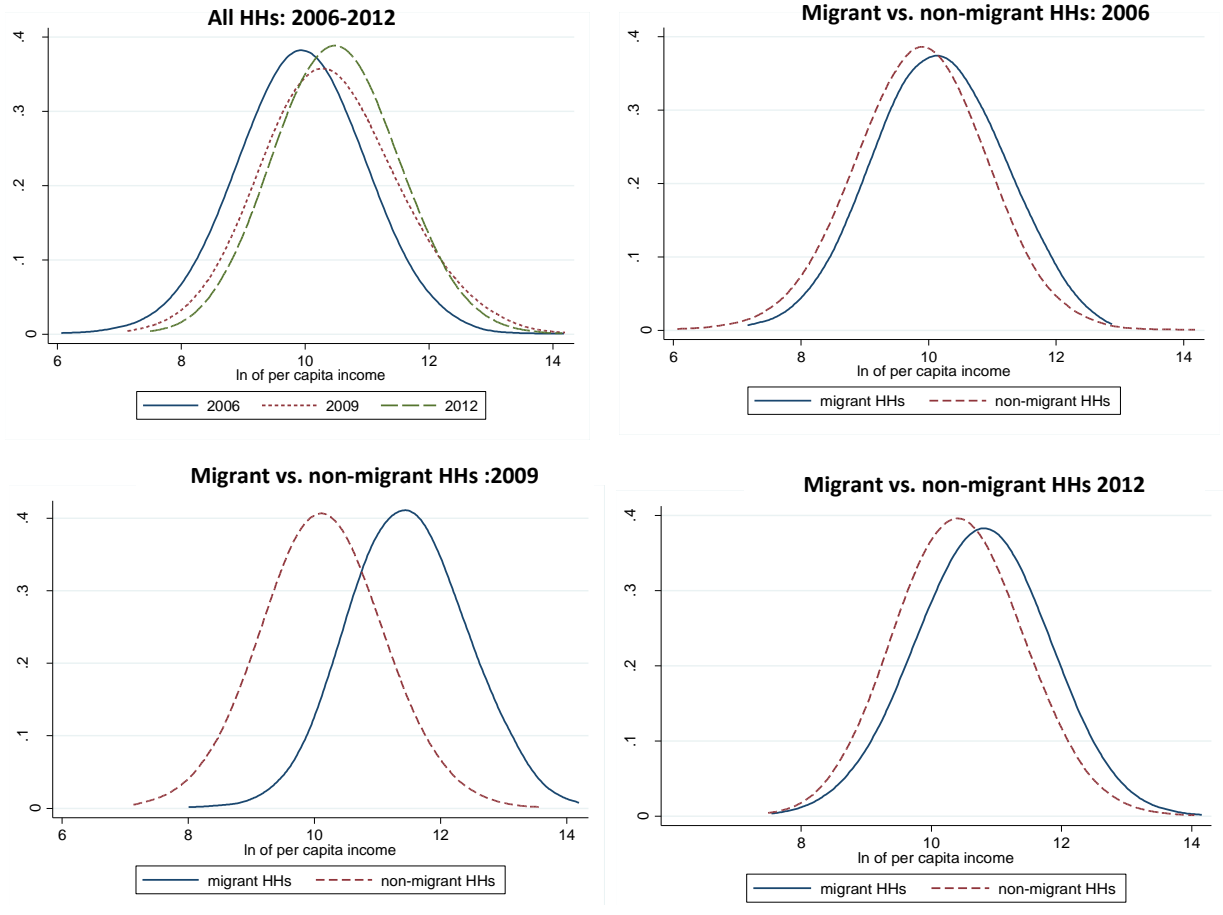 All HHs: 2006-2012
.4
.3
.2
.1
0
6 8 10 12 14
ln of per capita income
2006 2009 2012
Migrant vs. non-migrant HHs: 2006
.4
.3
.2
.1
0
6 8 10 12 14
ln of per capita income
migrant HHs non-migrant HHs
Migrant vs. non-migrant HHs :2009
.4
.3
.2
.1
0
6 8 10 12 14
ln of per capita income
migrant HHs non-migrant HHs
Migrant vs. non-migrant HHs 2012
.4
.3
.2
.1
0
8 10 12 14
ln of per capita income
migrant HHs non-migrant HHs